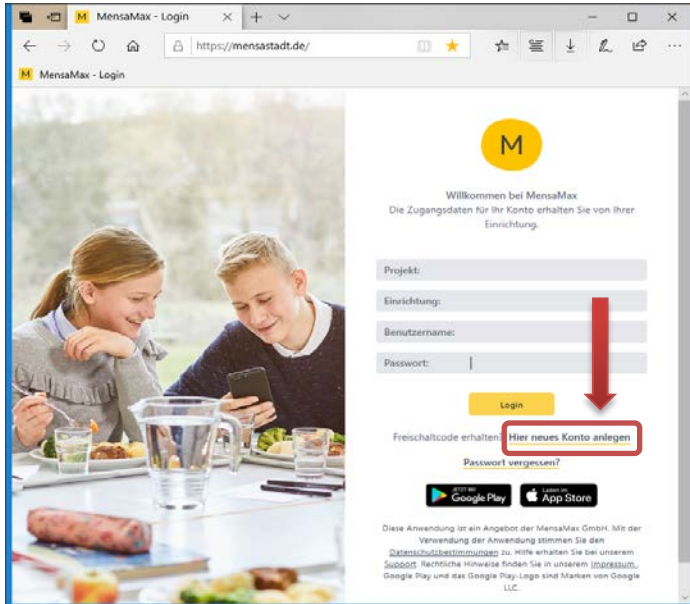 M MensaMax - Login
https://mensastadt.de/
M MensaMax - Login
M
Willkommen bei MensaMax
Die Zugangsdaten für Ihr Konto erhalten Sie von Ihrer
Einrichtung.
Projekt:
Einrichtung:
Benutzername:
Passwort:
Login
Freischaltcode erhalten? Hier neues Konto anlegen
Passwort vergessen?
JETZT BEI
Google Play
Laden im
App Store
Diese Anwendung ist ein Angebot der MensaMax GmbH. Mit der
Verwendung der Anwendung stimmen Sie den
Datenschutzbestimmungen zu. Hilfe erhalten Sie bei unserem
Support. Rechtliche Hinweise finden Sie in unserem Impressum.
Google Play und das Google Play-Logo sind Marken von Google
LLC.